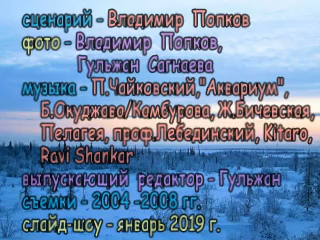 сценарий - Владимир Попков
фото - Владимир Попков,
Гульжан Сагнаева
музыка - П.Чайковский,"Аквариум",
Б.Окуджава/Камбурова, Ж.Бичевская,
Пелагея, проф.Лебединский, Kitaro,
Ravi Shankar
выпускающий редактор - Гульжан
съемки - 2004 -2008 гг.
слайд-шоу - январь 2019 г.